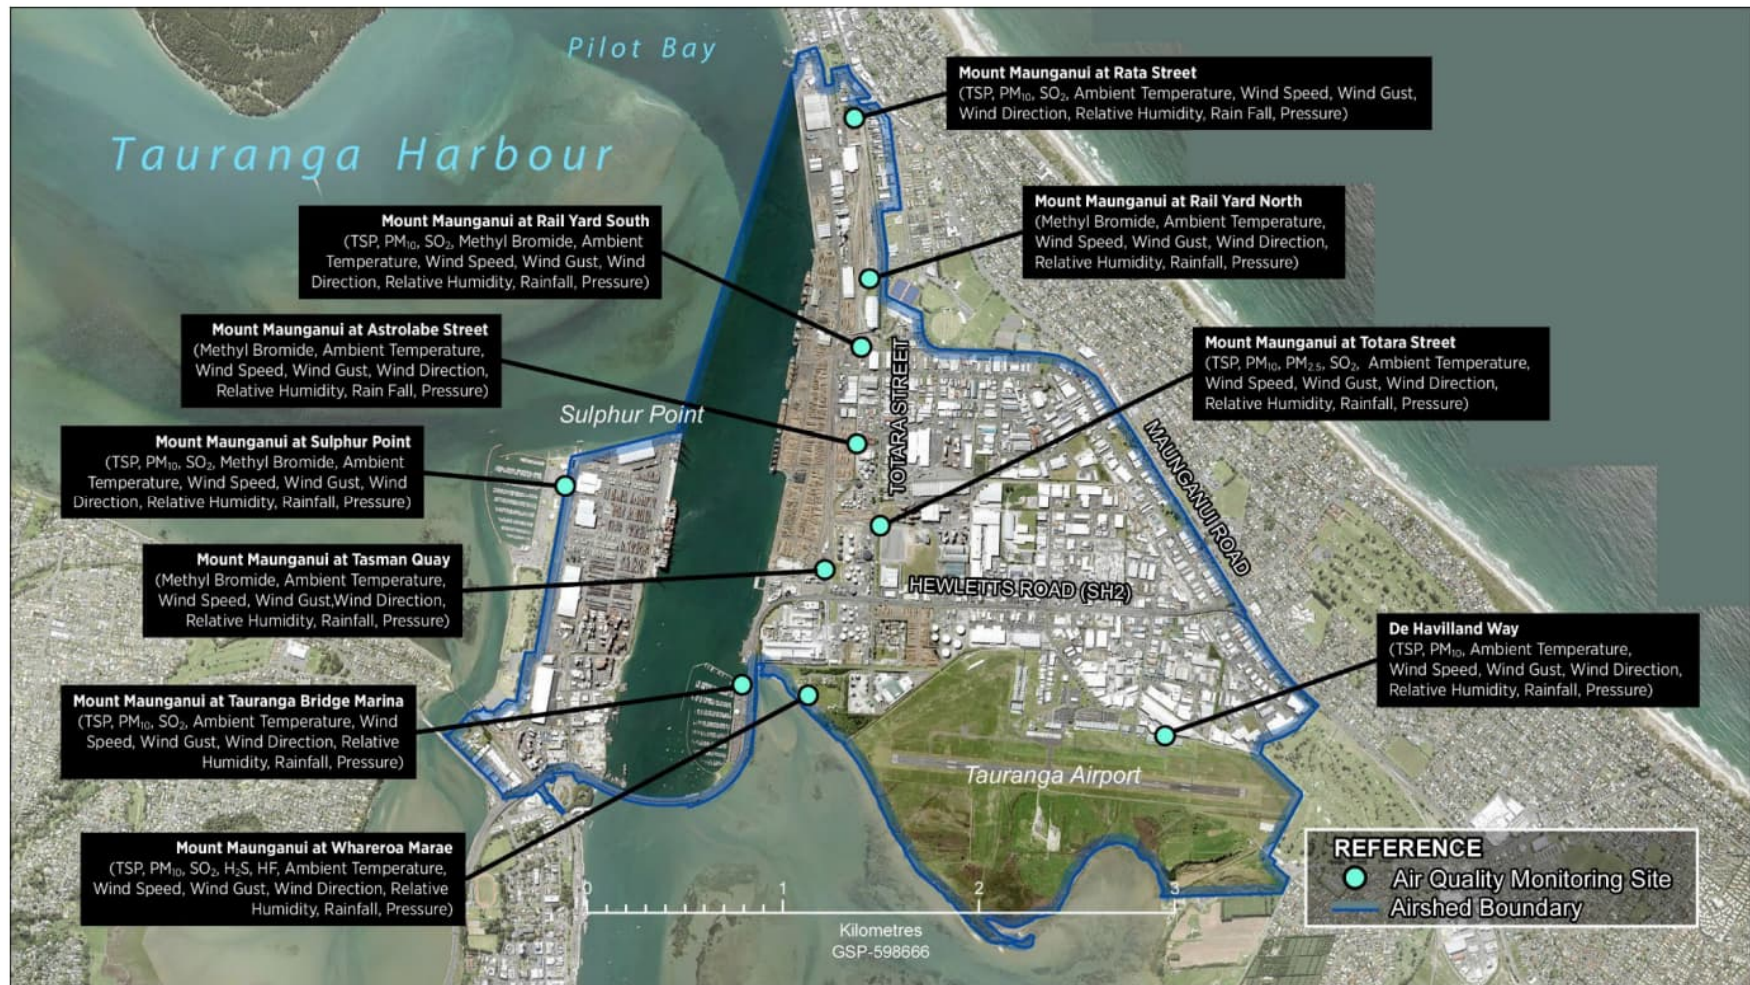 Pilot Bay
Tauranga Harbour
Mount Maunganui at Rata Street
(TSP, PM₁₀, SO₂, Ambient Temperature, Wind Speed, Wind Gust,
Wind Direction, Relative Humidity, Rain Fall, Pressure)
Mount Maunganui at Rail Yard North
(Methyl Bromide, Ambient Temperature,
Wind Speed, Wind Gust, Wind Direction,
Relative Humidity, Rainfall, Pressure)
Mount Maunganui at Rail Yard South
(TSP, PM₁₀, SO₂, Methyl Bromide, Ambient
Temperature, Wind Speed, Wind Gust, Wind
Direction, Relative Humidity, Rainfall, Pressure)
Mount Maunganui at Astrolabe Street
(Methyl Bromide, Ambient Temperature,
Wind Speed, Wind Gust, Wind Direction,
Relative Humidity, Rain Fall, Pressure)
Mount Maunganui at Totara Street
(TSP, PM₁₀, PM₂.₅, SO₂, Ambient Temperature,
Wind Speed, Wind Gust, Wind Direction,
Relative Humidity, Rainfall, Pressure)
Sulphur Point
TOTARA STREET
MAUNGANUI ROAD
Mount Maunganui at Sulphur Point
(TSP, PM₁₀, SO₂, Methyl Bromide, Ambient
Temperature, Wind Speed, Wind Gust, Wind
Direction, Relative Humidity, Rainfall, Pressure)
Mount Maunganui at Tasman Quay
(Methyl Bromide, Ambient Temperature,
Wind Speed, Wind Gust,Wind Direction,
Relative Humidity, Rainfall, Pressure)
HEWLETTS ROAD (SH2)
De Havilland Way
(TSP, PM₁₀, Ambient Temperature,
Wind Speed, Wind Gust, Wind Direction,
Relative Humidity, Rainfall, Pressure)
Mount Maunganui at Tauranga Bridge Marina
(TSP, PM₁₀, SO₂, Ambient Temperature, Wind
Speed, Wind Gust, Wind Direction, Relative
Humidity, Rainfall, Pressure)
Tauranga Airport
Mount Maunganui at Whareroa Marae
(TSP, PM₁₀, SO₂, H₂S, HF, Ambient Temperature,
Wind Speed, Wind Gust, Wind Direction, Relative
Humidity, Rainfall, Pressure)
0 1 2 3
Kilometres
GSP-598666
REFERENCE
Air Quality Monitoring Site
Airshed Boundary